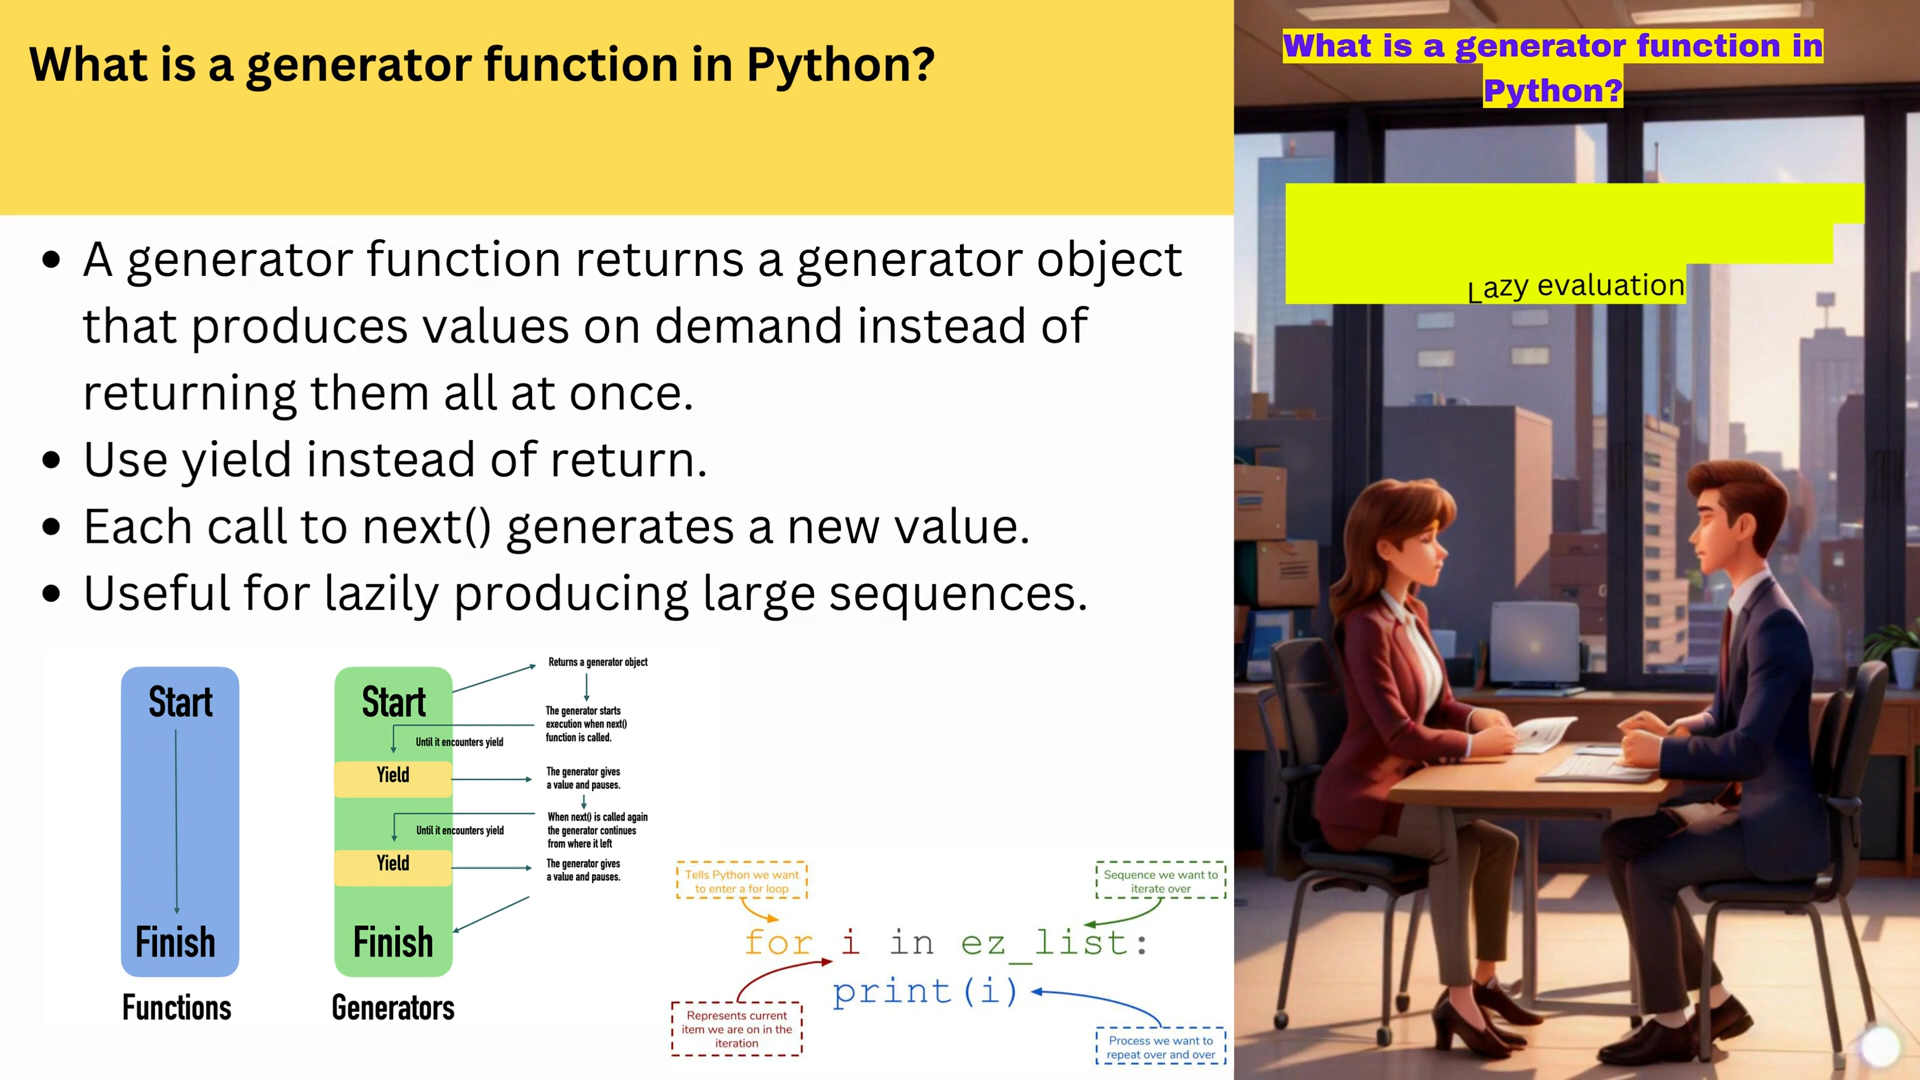 What is a generator function in Python?
• A generator function returns a generator object
that produces values on demand instead of
returning them all at once.
• Use yield instead of return.
• Each call to next() generates a new value.
• Useful for lazily producing large sequences.
Start
Finish
Functions
Start
Until it encounters yield
Yield
Until it encounters yield
Yield
Finish
Generators
Returns a generator object
The generator starts
execution when next()
function is called.
The generator gives
a value and pauses.
When next() is called again
the generator continues
from where it left
The generator gives
a value and pauses.
Tells Python we want
to enter a for loop
Sequence we want to
iterate over
for i in ez_list:
print(i)
Represents current
item we are on in the
iteration
Process we want to
repeat over and over
What is a generator function in
Python?
Lazy evaluation